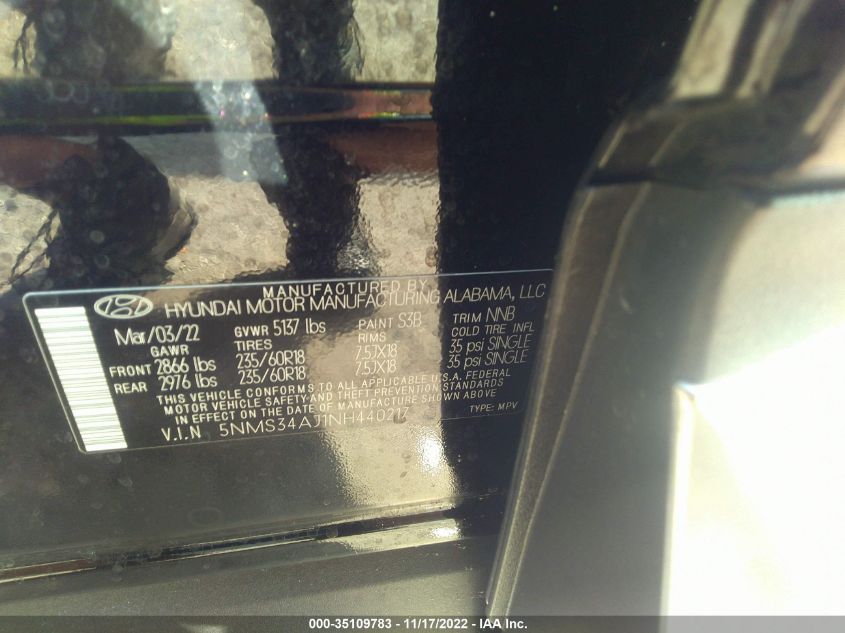 MANUFACTURED BY
HYUNDAI MOTOR MANUFACTURING ALABAMA, LLC
Mar/03/22 GVWR 5137 lbs PAINT S3B TRIM NNB
GAWR TIRES RIMS COLD TIRE INFL
FRONT 2866 lbs 235/60R18 7.5JX18 35 psi SINGLE
REAR 2976 lbs 235/60R18 7.5JX18 35 psi SINGLE
THIS VEHICLE CONFORMS TO ALL APPLICABLE U.S.A. FEDERAL
MOTOR VEHICLE SAFETY AND THEFT PREVENTION STANDARDS
IN EFFECT ON THE DATE OF MANUFACTURE SHOWN ABOVE
V.I.N 5NMS34AJ1NH440217 TYPE: MPV
000-35109783 - 11/17/2022 - IAA Inc.